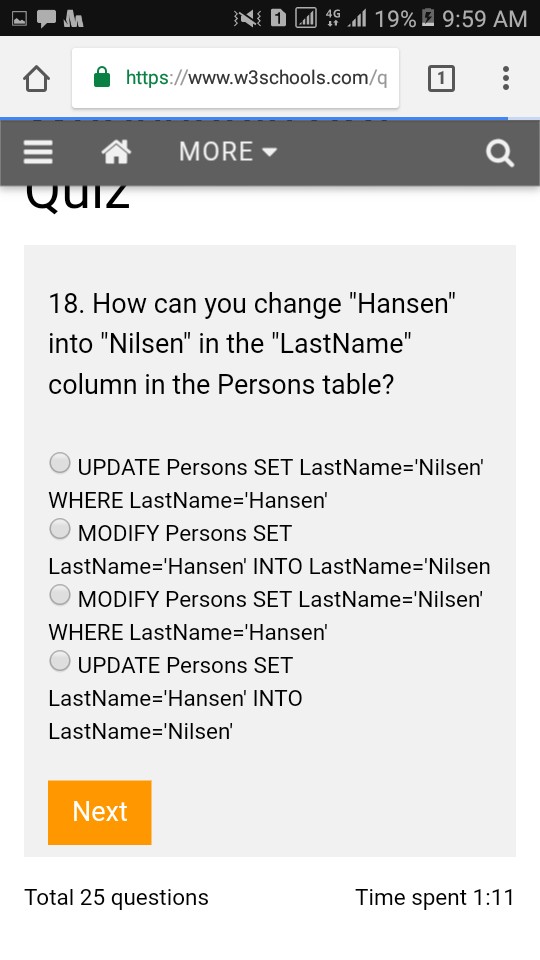 4G 19% 9:59 AM
https://www.w3schools.com/q
1
MORE
Quiz
18. How can you change "Hansen"
into "Nilsen" in the "LastName"
column in the Persons table?
UPDATE Persons SET LastName='Nilsen'
WHERE LastName='Hansen'
MODIFY Persons SET
LastName='Hansen' INTO LastName='Nilsen
MODIFY Persons SET LastName='Nilsen'
WHERE LastName='Hansen'
UPDATE Persons SET
LastName='Hansen' INTO
LastName='Nilsen'
Next
Total 25 questions
Time spent 1:11